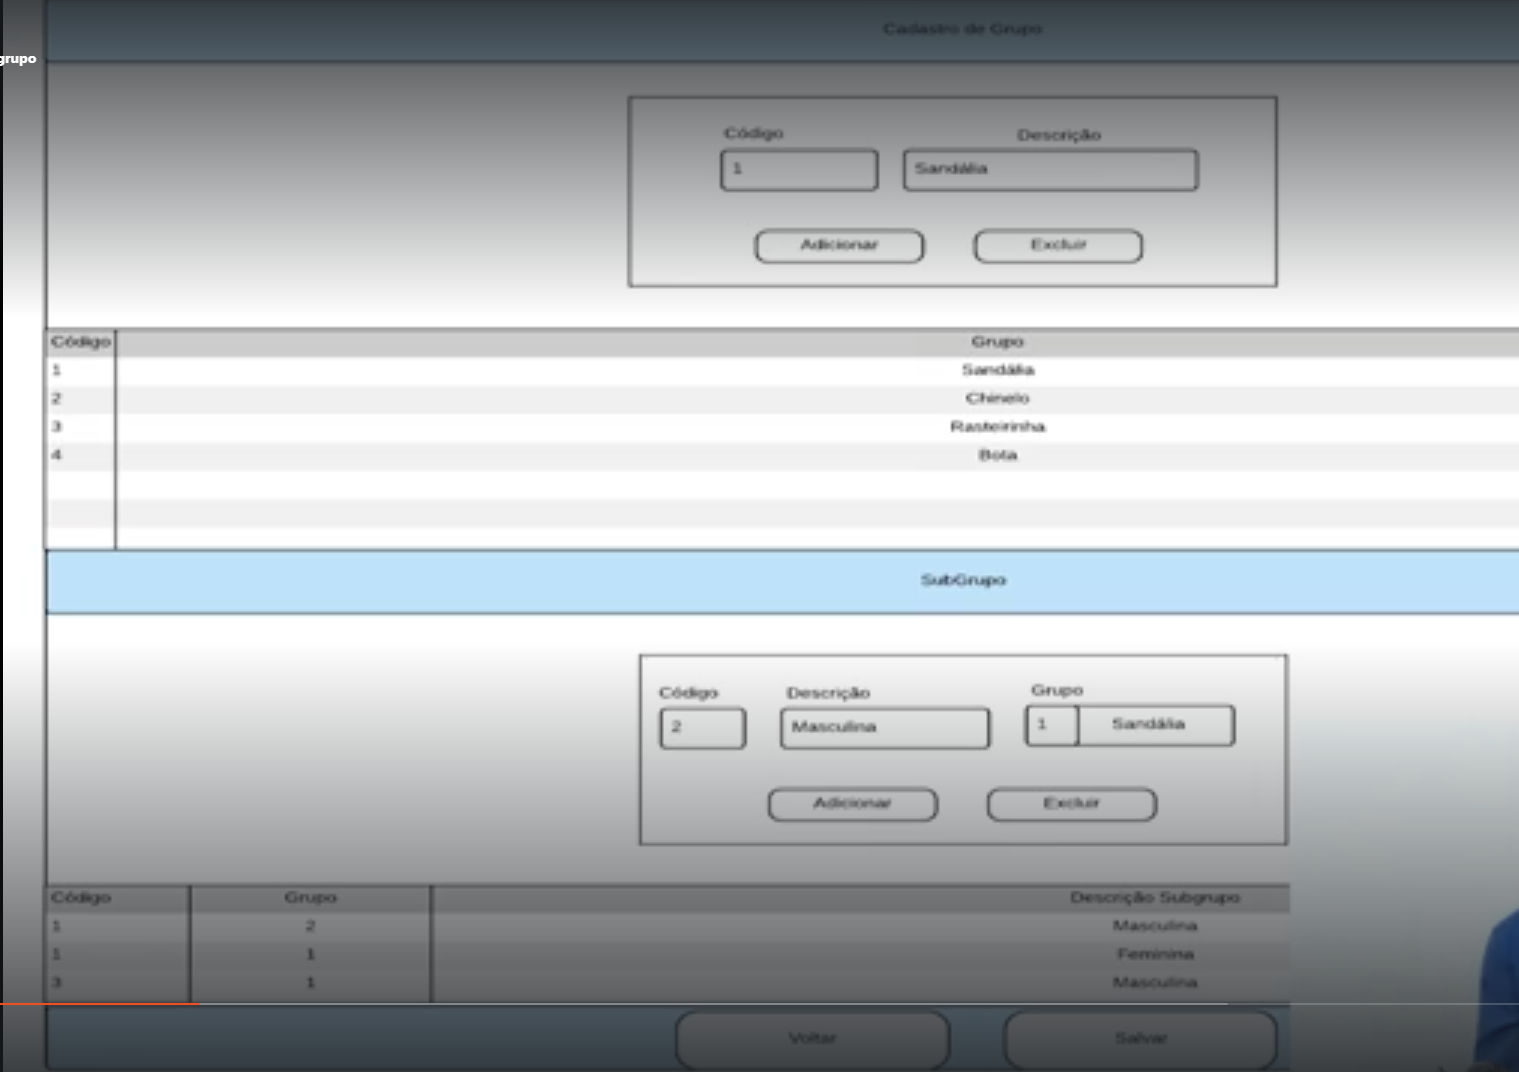 Cadastro de Grupo
grupo
Código Descrição
1 Sandália
Adicionar Excluir
Código Grupo
1 Sandália
2 Chinelo
3 Rasteirinha
4 Bota
SubGrupo
Código Descrição Grupo
2 Masculina 1 Sandália
Adicionar Excluir
Código Grupo Descrição Subgrupo
1 2 Masculina
1 1 Feminina
3 1 Masculina
Voltar Salvar